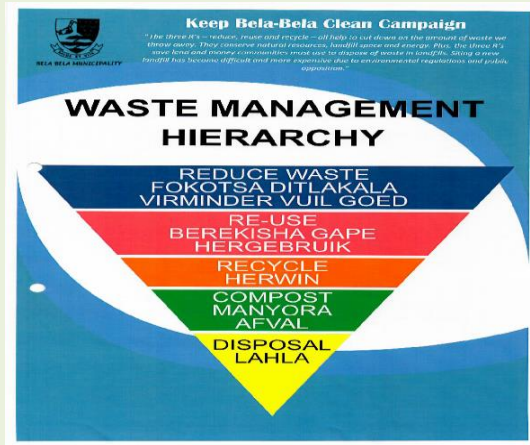 Keep Bela-Bela Clean Campaign
"The three R's – reduce, reuse and recycle – all help to cut down on the amount of waste we
throw away. They conserve natural resources, landfill space and energy. Plus, the three R's
save land and money communities must use to dispose of waste in landfills. Siting a new
landfill has become difficult and more expensive due to environmental regulations and public
opposition."
BELA BELA MUNICIPALITY
WASTE MANAGEMENT
HIERARCHY
REDUCE WASTE
FOKOTSA DITLAKALA
VIRMINDER VUIL GOED
RE-USE
BEREKISHA GAPE
HERGEBRUIK
RECYCLE
HERWIN
COMPOST
MANYORA
AFVAL
DISPOSAL
LAHLA